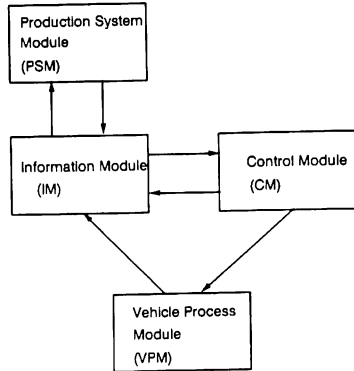 Production System
Module
(PSM)
Information Module
(IM)
Control Module
(CM)
Vehicle Process
Module
(VPM)